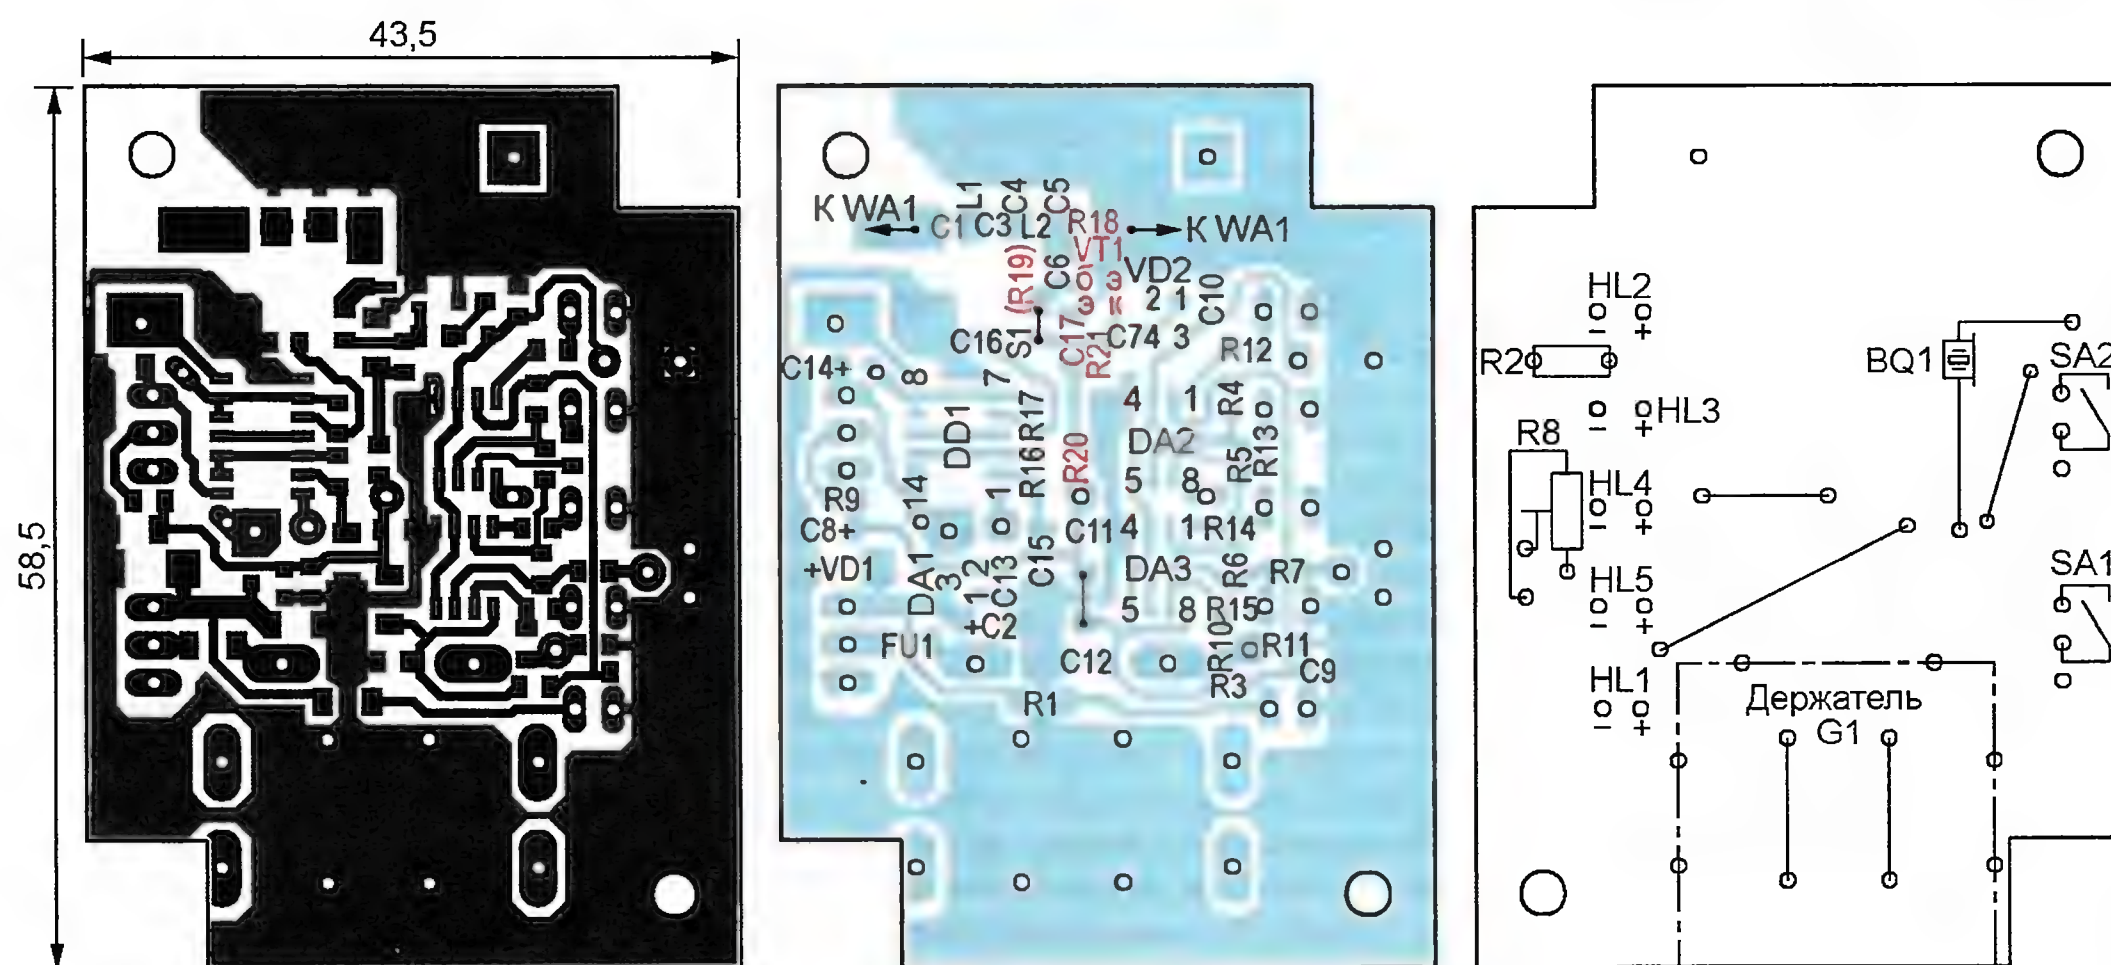 43,5
58,5
К WA1
L1
C4
C5
C1 C3 L2 R18
К WA1
VT1
(R19)
C6
б э
э к
VD2
2 1
C10
C16
S1
C17
R21
C7 4 3
R12
C14+
8
7
4 1
R4
DD1
R16 R17
DA2
R13
R5
R20
5 8
R9
14
1
C8+
C11 4 1 R14
+VD1
DA1
3
1 2
C13
C15
DA3
R6
R7
5 8 R15
+C2
FU1
C12
R10
R11
R3
C9
R1
HL2
- +
R2
BQ1
SA2
HL3
- +
R8
HL4
- +
HL5
- +
SA1
HL1
- +
Держатель
G1